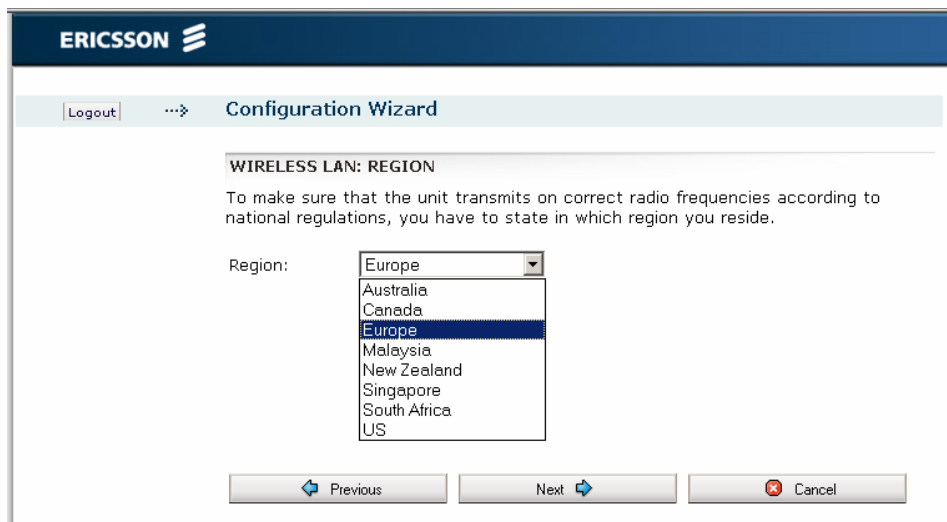 ERICSSON
Logout
Configuration Wizard
WIRELESS LAN: REGION
To make sure that the unit transmits on correct radio frequencies according to
national regulations, you have to state in which region you reside.
Region:
Europe
Australia
Canada
Europe
Malaysia
New Zealand
Singapore
South Africa
US
Previous
Next
Cancel